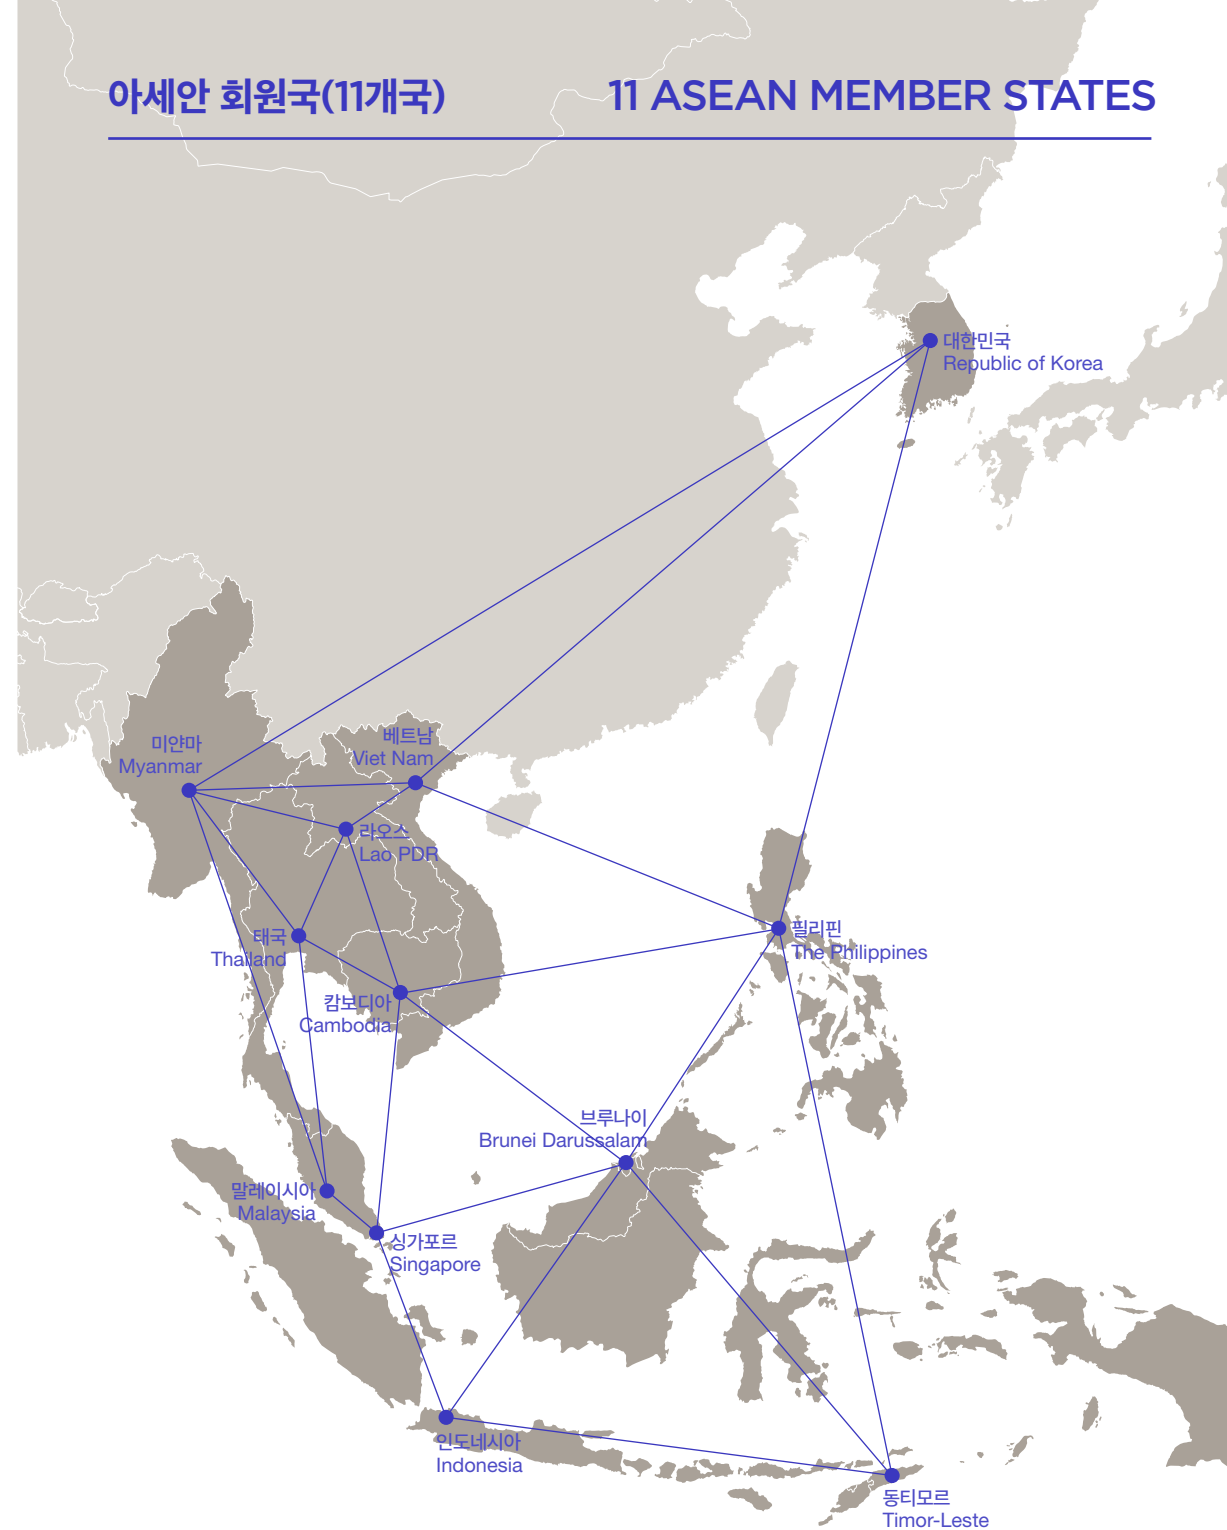 아세안 회원국(11개국)
11 ASEAN MEMBER STATES
대한민국
Republic of Korea
베트남
Viet Nam
미얀마
Myanmar
라오스
Lao PDR
필리핀
The Philippines
태국
Thailand
캄보디아
Cambodia
브루나이
Brunei Darussalam
말레이시아
Malaysia
싱가포르
Singapore
인도네시아
Indonesia
동티모르
Timor-Leste